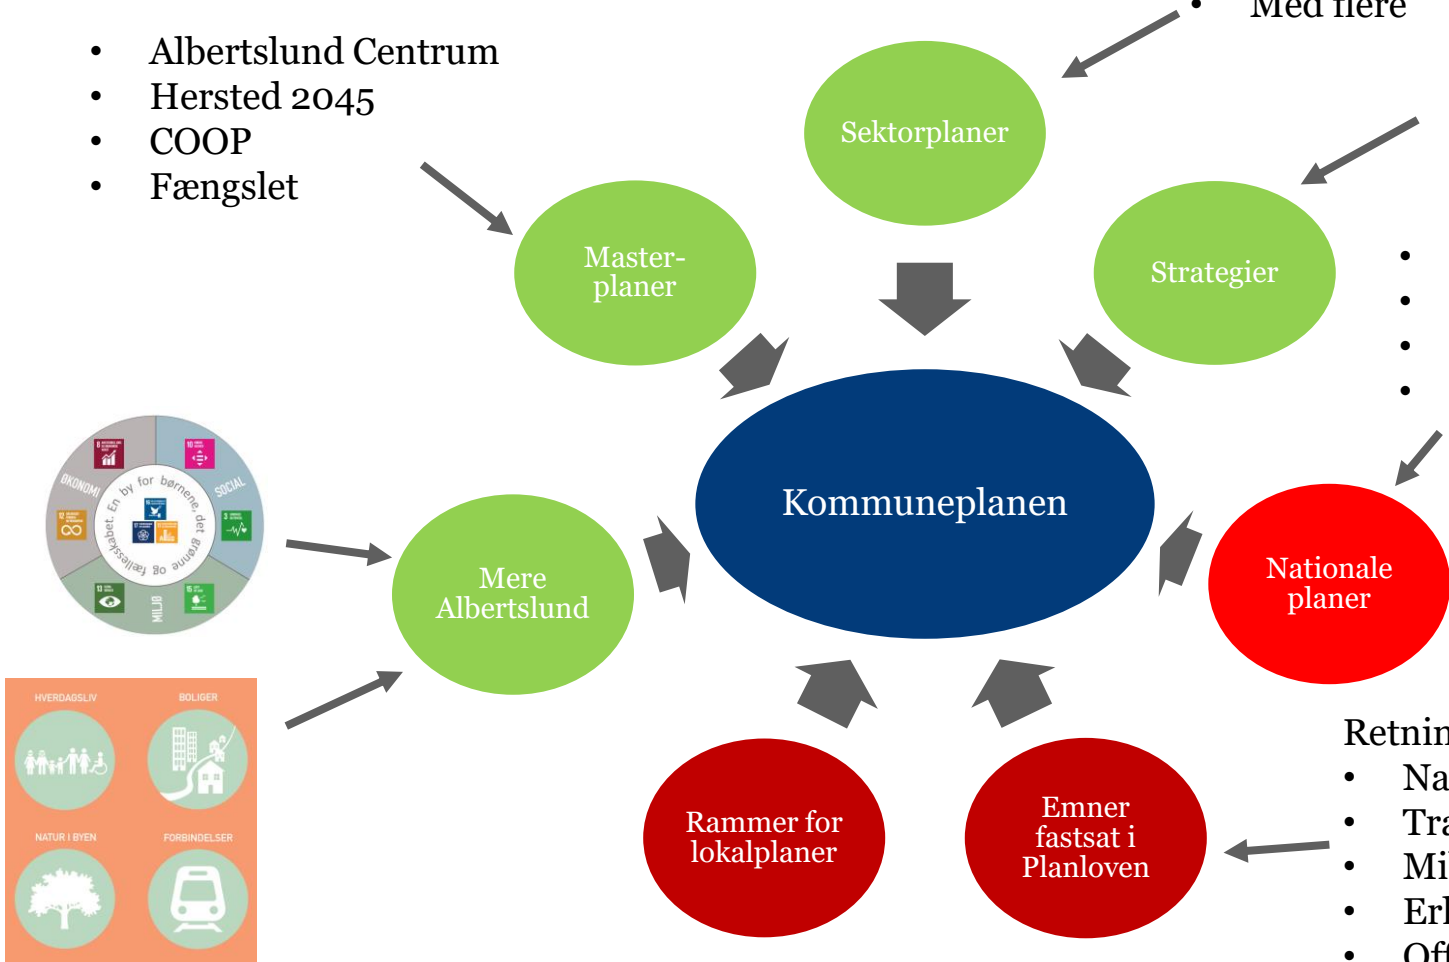 Med flere
Albertslund Centrum
Hersted 2045
COOP
Fængslet
Sektorplaner
Master-
planer
Strategier
Kommuneplanen
Nationale
planer
Mere
Albertslund
ØKONOMI
SOCIAL
MILJØ
En by for børnene, det grønne og fællesskabet.
HVERDAGSLIV
BOLIGER
NATUR I BYEN
FORBINDELSER
Rammer for
lokalplaner
Emner
fastsat i
Planloven
Retnin
Na
Tra
Mil
Erl
Off